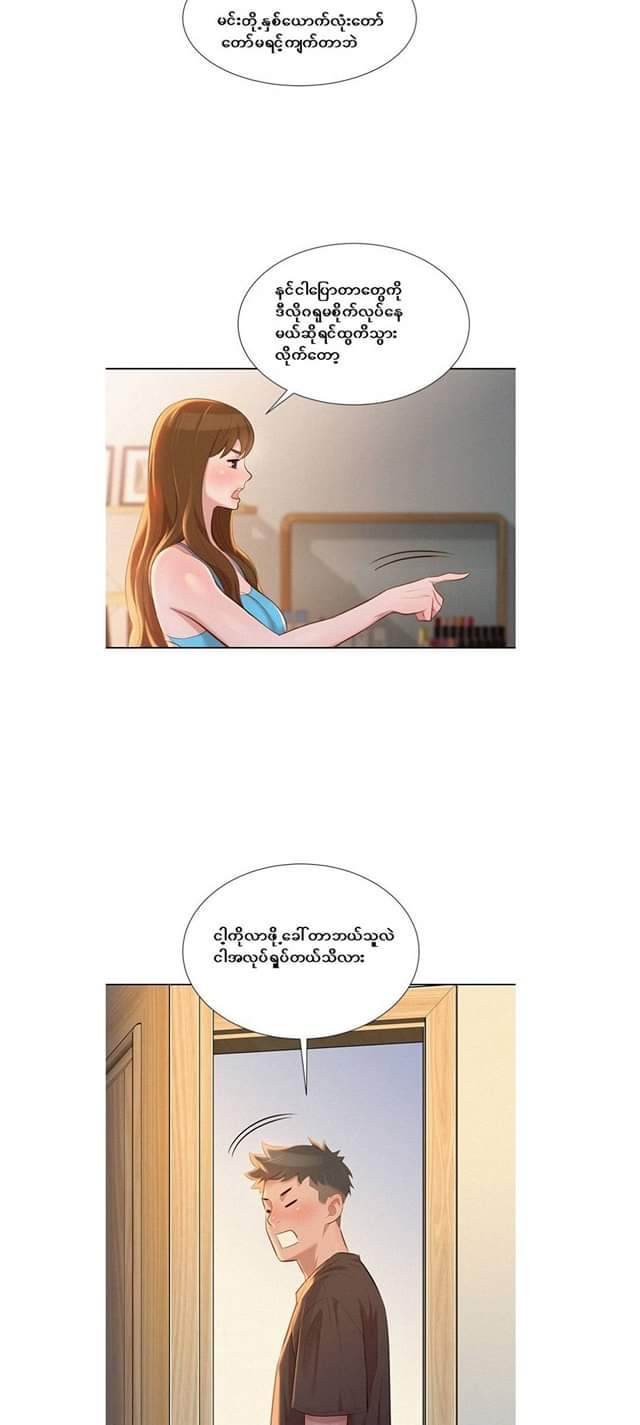 မင်းတို့နှစ်ယောက်လုံးတော်
တော်မရင့်ကျက်တာဘဲ
နင်ငါပြောတာတွေကို
ဒီလိုဂရုမစိုက်လုပ်နေ
မယ်ဆိုရင်ထွကိသွား
လိုက်တော့
ငါ့ကိုလာဖို့ခေါ်တာဘယ်သူလဲ
ငါအလုပ်ရှုပ်တယ်သိလား